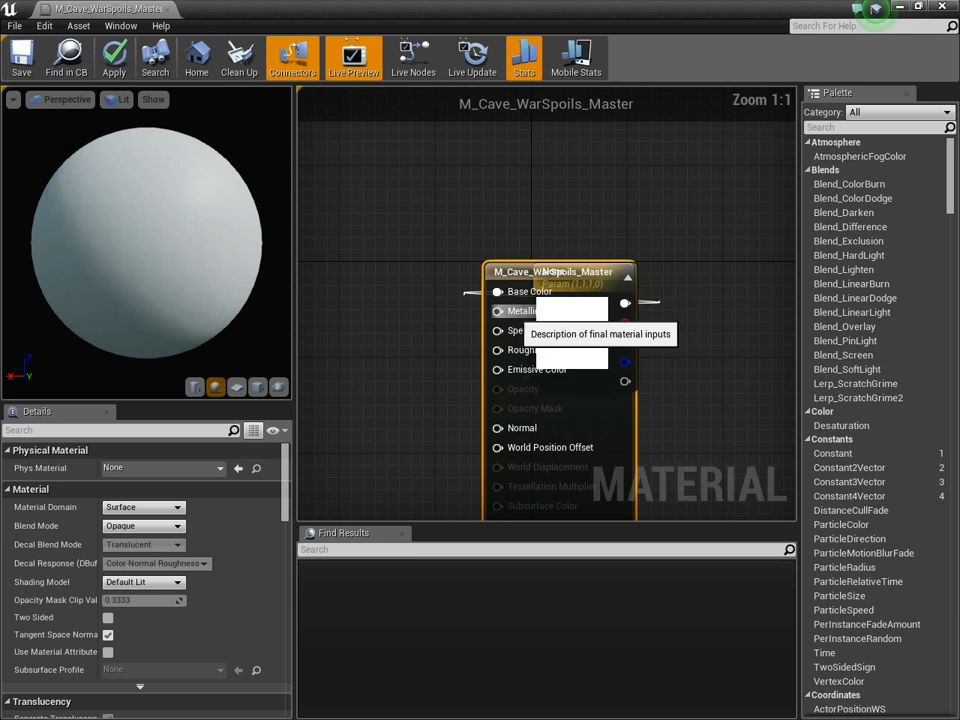 M_Cave_WarSpoils_Master
File Edit Asset Window Help
Search For Help
Save Find in CB Apply Search Home Clean Up Connectors Live Preview Live Nodes Live Update Stats Mobile Stats
Perspective Lit Show
M_Cave_WarSpoils_Master
Zoom 1:1
M_Cave_WarSpoils_Master
Param (1,1,1,0)
Base Color
Metallic
Description of final material inputs
Emissive Color
Opacity
Opacity Mask
Normal
World Position Offset
World Displacement
Tessellation Multiplier
Subsurface Color
MATERIAL
X Y Z
Details
Search
Physical Material
Phys Material None
Material
Material Domain Surface
Blend Mode Opaque
Decal Blend Mode Translucent
Decal Response (DBuf Color Normal Roughness
Shading Model Default Lit
Opacity Mask Clip Val 0.3333
Two Sided
Tangent Space Norma
Use Material Attribute
Subsurface Profile None
Translucency
Find Results
Search
Palette
Category: All
Search
Atmosphere
AtmosphericFogColor
Blends
Blend_ColorBurn
Blend_ColorDodge
Blend_Darken
Blend_Difference
Blend_Exclusion
Blend_HardLight
Blend_Lighten
Blend_LinearBurn
Blend_LinearDodge
Blend_LinearLight
Blend_Overlay
Blend_PinLight
Blend_Screen
Blend_SoftLight
Lerp_ScratchGrime
Lerp_ScratchGrime2
Color
Desaturation
Constants
Constant 1
Constant2Vector 2
Constant3Vector 3
Constant4Vector 4
DistanceCullFade
ParticleColor
ParticleDirection
ParticleMotionBlurFade
ParticleRadius
ParticleRelativeTime
ParticleSize
ParticleSpeed
PerInstanceFadeAmount
PerInstanceRandom
Time
TwoSidedSign
VertexColor
Coordinates
ActorPositionWS